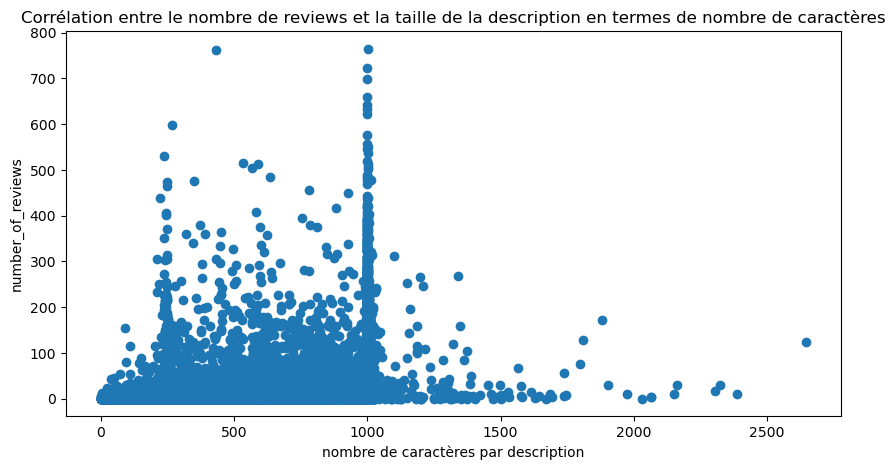 Corrélation entre le nombre de reviews et la taille de la description en termes de nombre de caractères
800
700
600
500
400
300
200
100
0
number_of_reviews
0 500 1000 1500 2000 2500
nombre de caractères par description